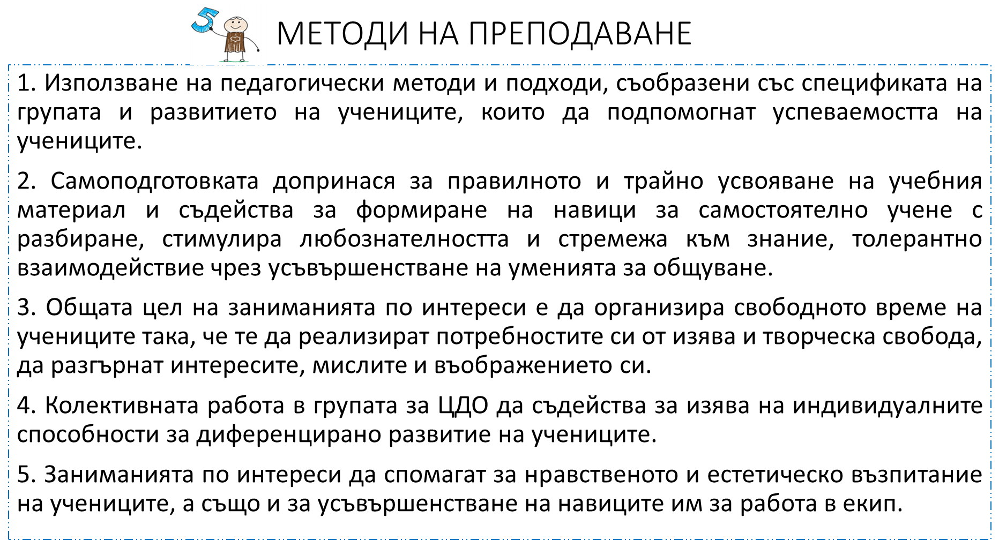 5
МЕТОДИ НА ПРЕПОДАВАНЕ
1. Използване на педагогически методи и подходи, съобразени със спецификата на
групата и развитието на учениците, които да подпомогнат успеваемостта на
учениците.
2. Самоподготовката допринася за правилното и трайно усвояване на учебния
материал и съдейства за формиране на навици за самостоятелно учене с
разбиране, стимулира любознателността и стремежа към знание, толерантно
взаимодействие чрез усъвършенстване на уменията за общуване.
3. Общата цел на заниманията по интереси е да организира свободното време на
учениците така, че те да реализират потребностите си от изява и творческа свобода,
да разгърнат интересите, мислите и въображението си.
4. Колективната работа в групата за ЦДО да съдейства за изява на индивидуалните
способности за диференцирано развитие на учениците.
5. Заниманията по интереси да спомагат за нравственото и естетическо възпитание
на учениците, а също и за усъвършенстване на навиците им за работа в екип.